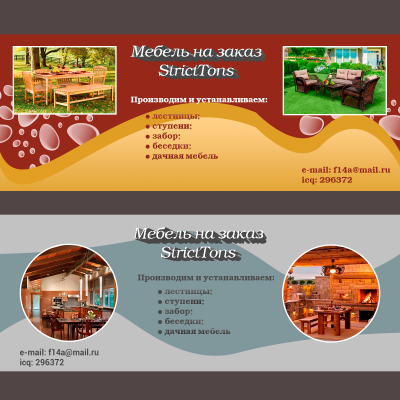 Мебель на заказ
StrictTons
Производим и устанавливаем:
• лестницы;
• ступени;
• забор;
• беседки;
• дачная мебель
e-mail: f14a@mail.ru
icq: 296372
Мебель на заказ
StrictTons
Производим и устанавливаем:
• лестницы;
• ступени;
• забор;
• беседки;
• дачная мебель
e-mail: f14a@mail.ru
icq: 296372